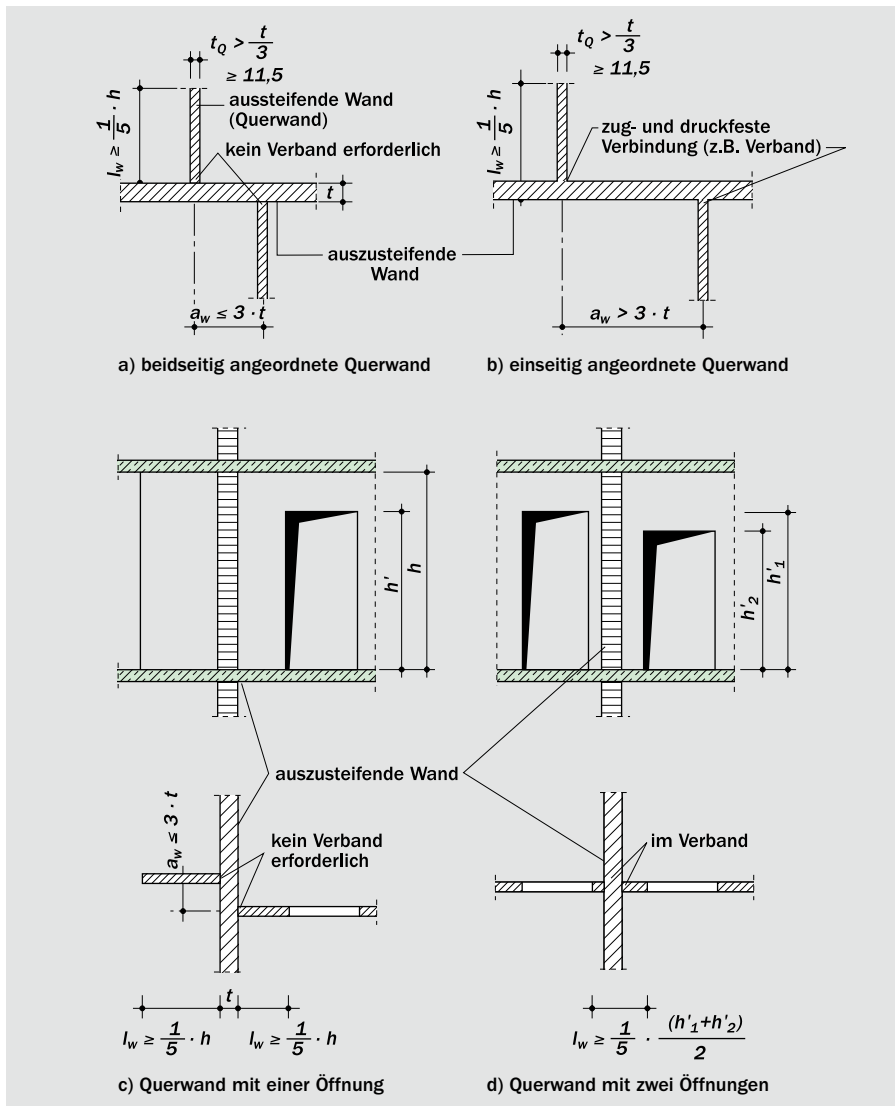 t_Q > t/3
≥ 11,5
l_w ≥ 1/5 · h
aussteifende Wand
(Querwand)
kein Verband erforderlich
t
a_w ≤ 3 · t
a) beidseitig angeordnete Querwand
t_Q > t/3
≥ 11,5
l_w ≥ 1/5 · h
zug- und druckfeste
Verbindung (z.B. Verband)
auszusteifende
Wand
a_w > 3 · t
b) einseitig angeordnete Querwand
h'
h
h'_2
h'_1
auszusteifende Wand
a_w ≤ 3 · t
kein Verband
erforderlich
im Verband
t
l_w ≥ 1/5 · h
l_w ≥ 1/5 · h
c) Querwand mit einer Öffnung
l_w ≥ 1/5 · (h'_1+h'_2)/2
d) Querwand mit zwei Öffnungen